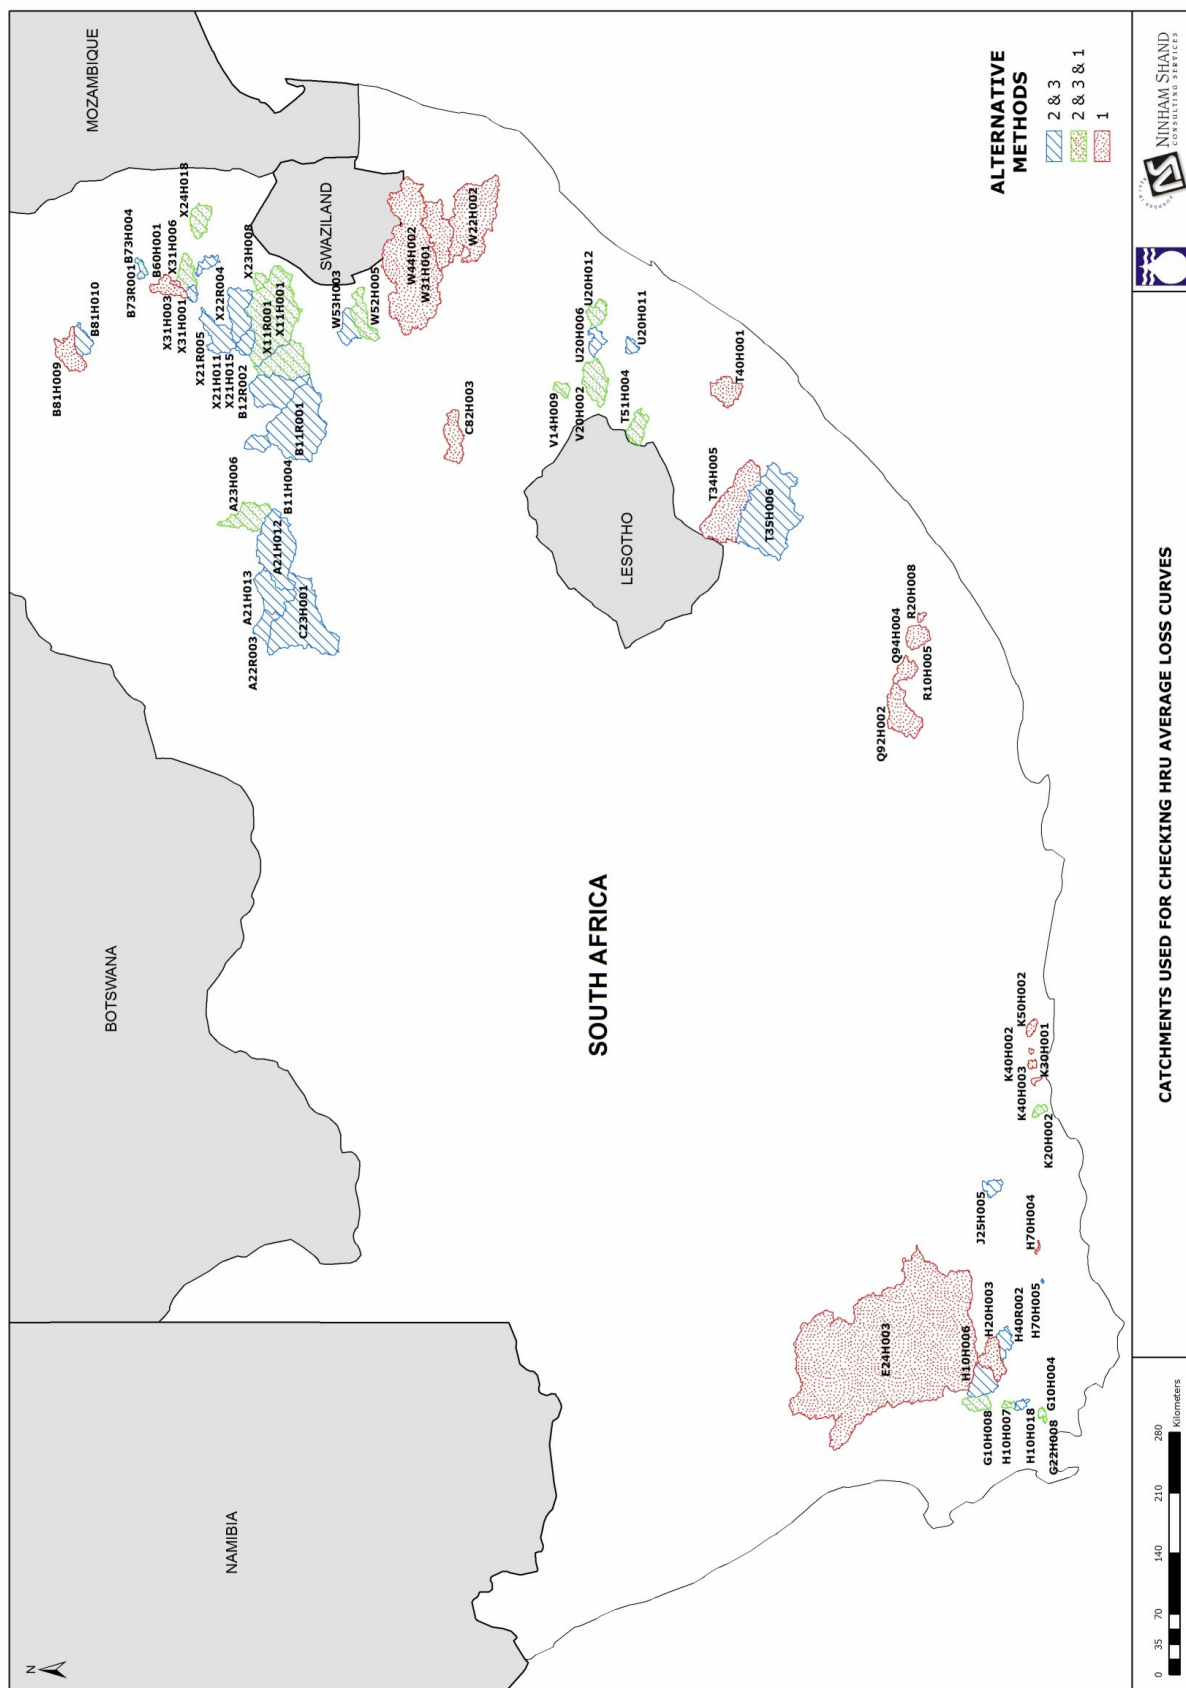 N
NAMIBIA
BOTSWANA
MOZAMBIQUE
SWAZILAND
LESOTHO
SOUTH AFRICA
B81H009
B81H010
B73R001
B73H004
B60H001
X31H006
X24H018
X31H003
X31H001
X21R005
X22R004
X23H008
X21H011
X21H015
B12R002
X11R001
X11H001
B11R001
B11H004
A23H006
A21H012
A21H013
A22R003
C23H001
W53H003
W52H005
W44H002
W31H001
W22H002
C82H003
V14H009
V20H002
U20H006
U20H012
U20H011
T51H004
T40H001
T34H005
T35H006
Q92H002
Q94H004
R10H005
R20H008
K50H002
K40H002
K40H003
K30H001
K20H002
J25H005
H70H004
E24H003
H20H003
H10H006
H40R002
H70H005
G10H008
H10H007
H10H018
G10H004
G22H008
ALTERNATIVE
METHODS
2 & 3
2 & 3 & 1
1
0 35 70 140 210 280
Kilometers
CATCHMENTS USED FOR CHECKING HRU AVERAGE LOSS CURVES
NINHAM SHAND
CONSULTING SERVICES